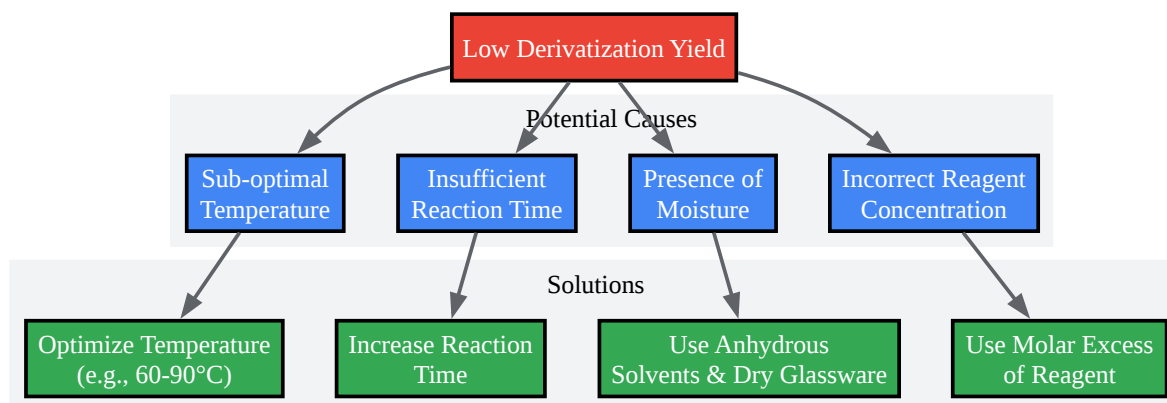 Low Derivatization Yield
Potential Causes
Sub-optimal
Temperature
Insufficient
Reaction Time
Presence of
Moisture
Incorrect Reagent
Concentration
Solutions
Optimize Temperature
(e.g., 60-90°C)
Increase Reaction
Time
Use Anhydrous
Solvents & Dry Glassware
Use Molar Excess
of Reagent